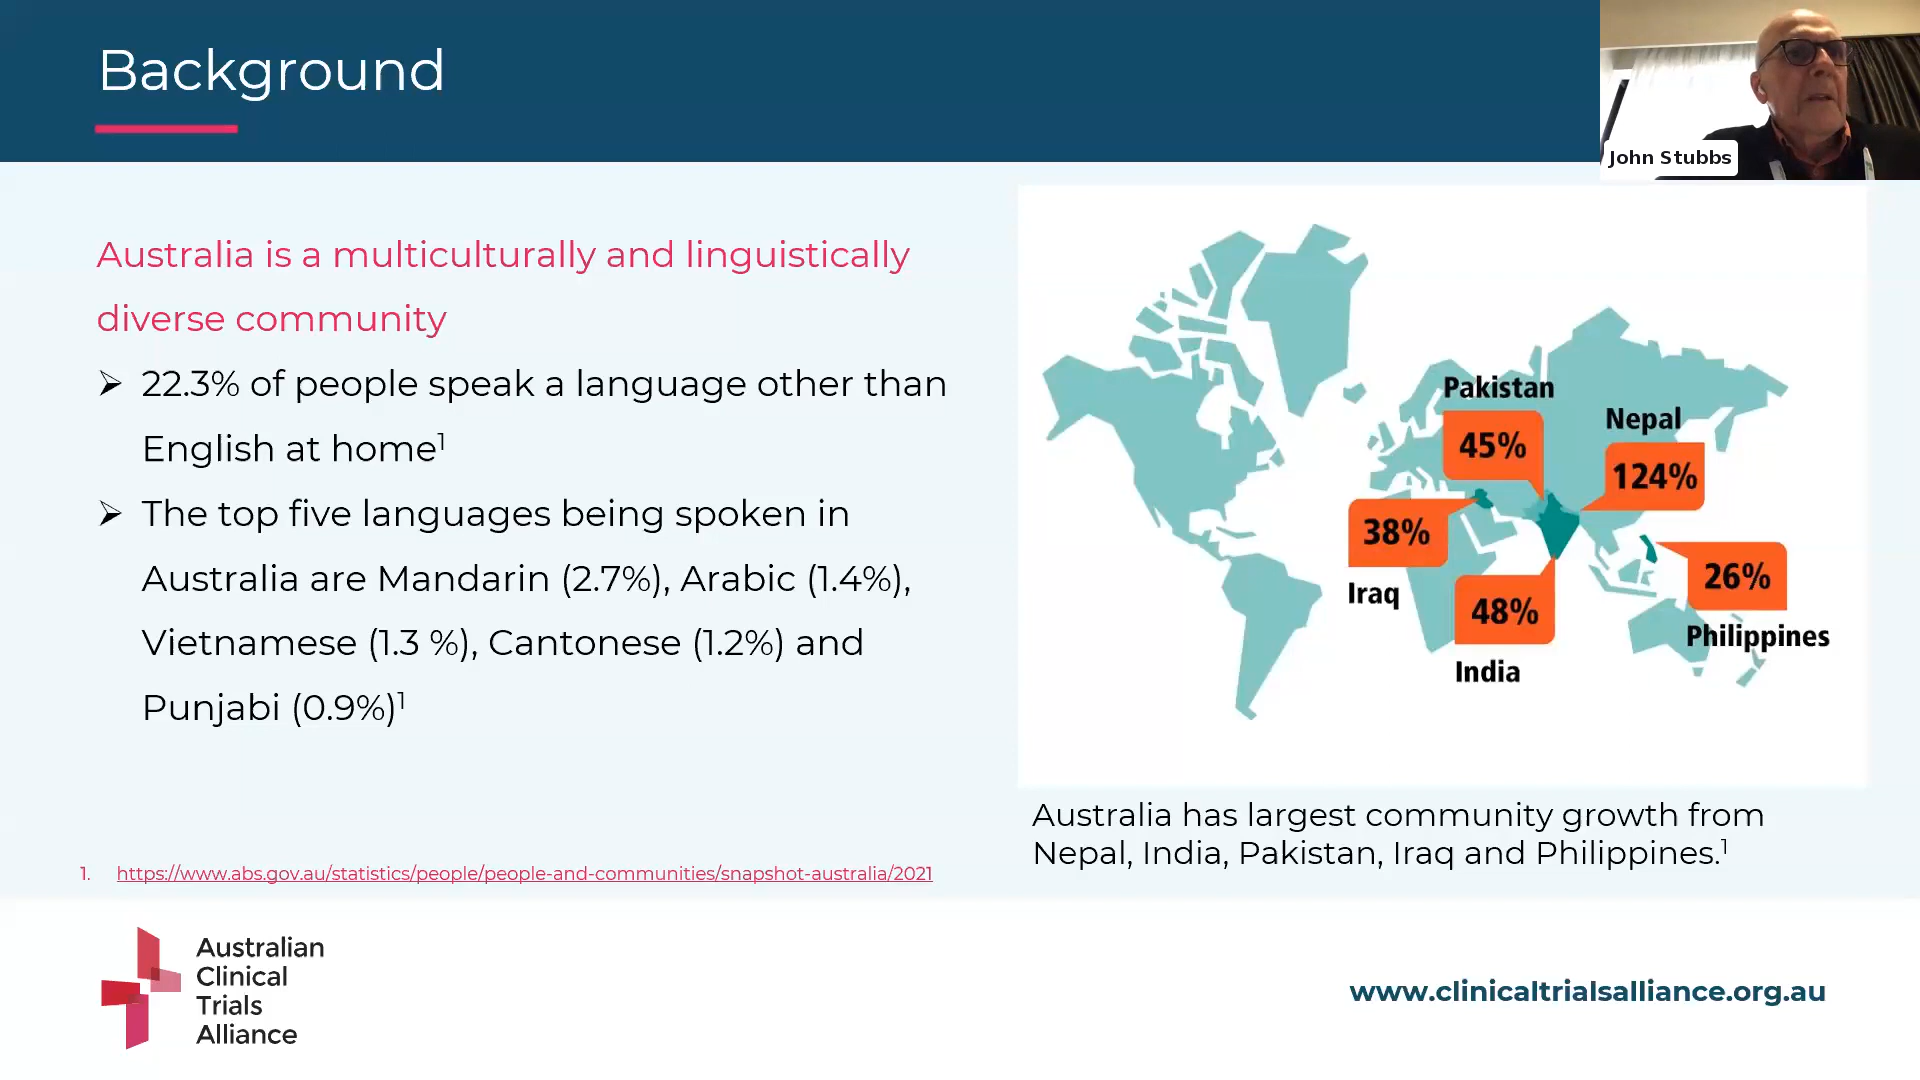 Background
John Stubbs
Australia is a multiculturally and linguistically
diverse community
➢ 22.3% of people speak a language other than
English at home¹
➢ The top five languages being spoken in
Australia are Mandarin (2.7%), Arabic (1.4%),
Vietnamese (1.3 %), Cantonese (1.2%) and
Punjabi (0.9%)¹
Pakistan
45%
Nepal
124%
38%
Iraq
48%
India
26%
Philippines
Australia has largest community growth from
Nepal, India, Pakistan, Iraq and Philippines.¹
1. https://www.abs.gov.au/statistics/people/people-and-communities/snapshot-australia/2021
Australian
Clinical
Trials
Alliance
www.clinicaltrialsalliance.org.au